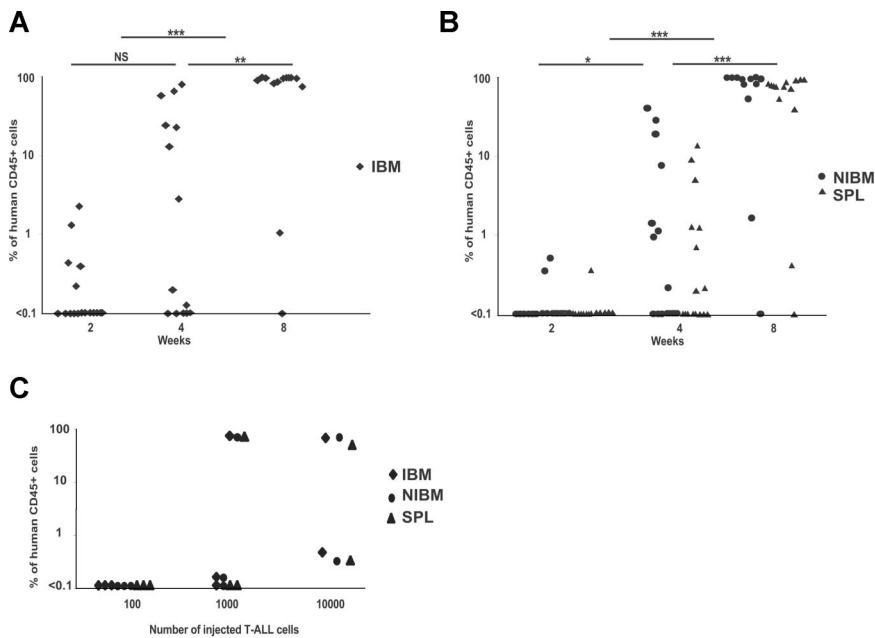 A
***
NS
**
100
10
1
<0.1
% of human CD45+ cells
2
4
8
Weeks
IBM
B
***
*
***
100
10
1
<0.1
% of human CD45+ cells
2
4
8
Weeks
NIBM
SPL
C
100
10
1
<0.1
% of human CD45+ cells
100
1000
10000
Number of injected T-ALL cells
IBM
NIBM
SPL